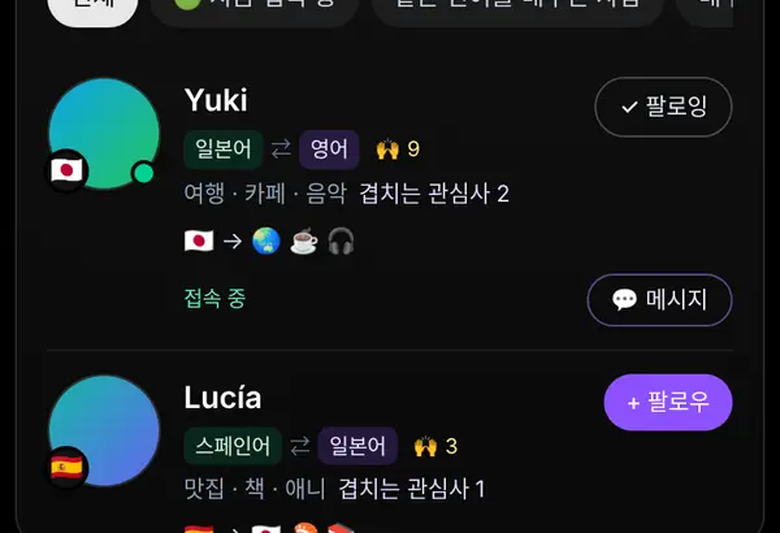 Yuki
✓ 팔로잉
일본어 ⇄ 영어 🙌 9
여행 · 카페 · 음악 겹치는 관심사 2
🇯🇵 → 🌏 ☕ 🎧
접속 중
💬 메시지
Lucía
+ 팔로우
스페인어 ⇄ 일본어 🙌 3
맛집 · 책 · 애니 겹치는 관심사 1